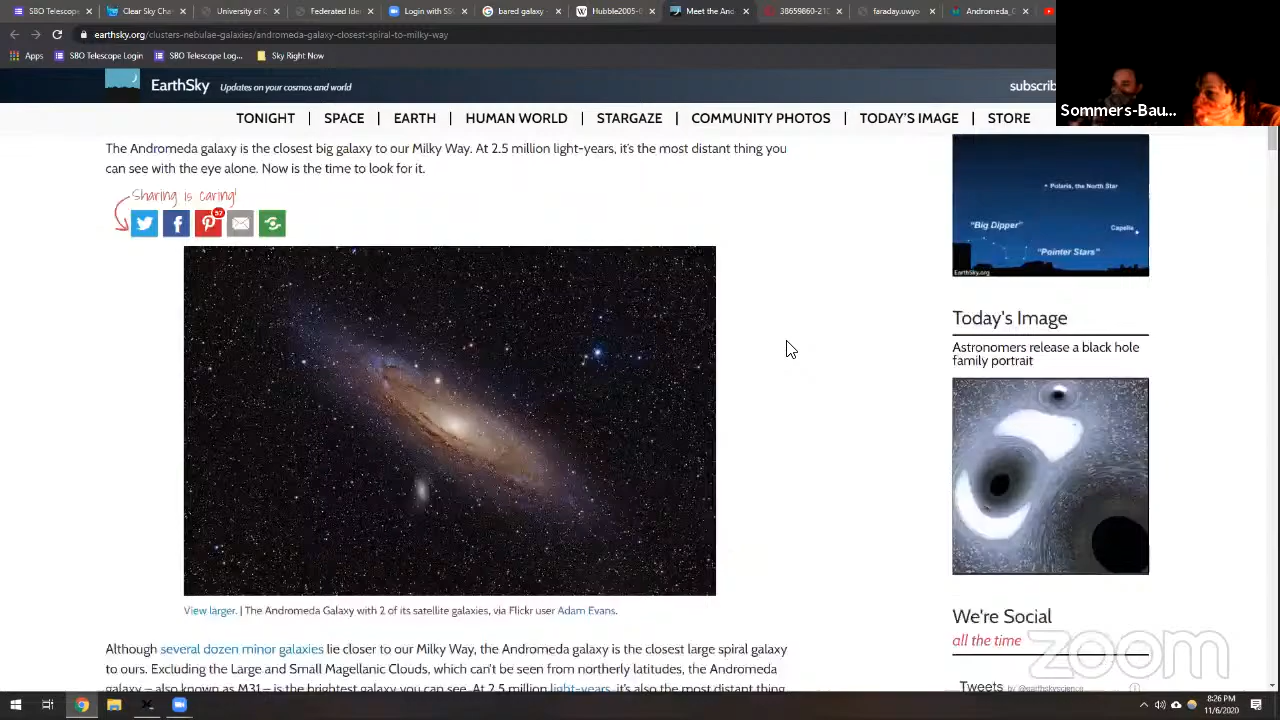 SBO Telescop
Clear Sky Ch
University of C
Federated Ide
Login with SS
bared galaxy
Hubble2005-0
Meet the And
38659660-210
faraday.uwyo
Andromeda_G
earthsky.org/clusters-nebulae-galaxies/andromeda-galaxy-closest-spiral-to-milky-way
Apps
SBO Telescope Login
SBO Telescope Log...
Sky Right Now
EarthSky
Updates on your cosmos and world
subscrib
Sommers-Bau...
TONIGHT | SPACE | EARTH | HUMAN WORLD | STARGAZE | COMMUNITY PHOTOS | TODAY'S IMAGE | STORE
The Andromeda galaxy is the closest big galaxy to our Milky Way. At 2.5 million light-years, it's the most distant thing you
can see with the eye alone. Now is the time to look for it.
Sharing is caring!
37
Polaris, the North Star
"Big Dipper"
Capella
"Pointer Stars"
EarthSky.org
Today's Image
Astronomers release a black hole
family portrait
View larger. | The Andromeda Galaxy with 2 of its satellite galaxies, via Flickr user Adam Evans.
Although several dozen minor galaxies lie closer to our Milky Way, the Andromeda galaxy is the closest large spiral galaxy
to ours. Excluding the Large and Small Magellanic Clouds, which can't be seen from northerly latitudes, the Andromeda
galaxy – also known as M31 – is the brightest galaxy you can see. At 2.5 million light-years, it's also the most distant thing
We're Social
all the time
Tweets by @earthskyscience
zoom
8:26 PM
11/6/2020